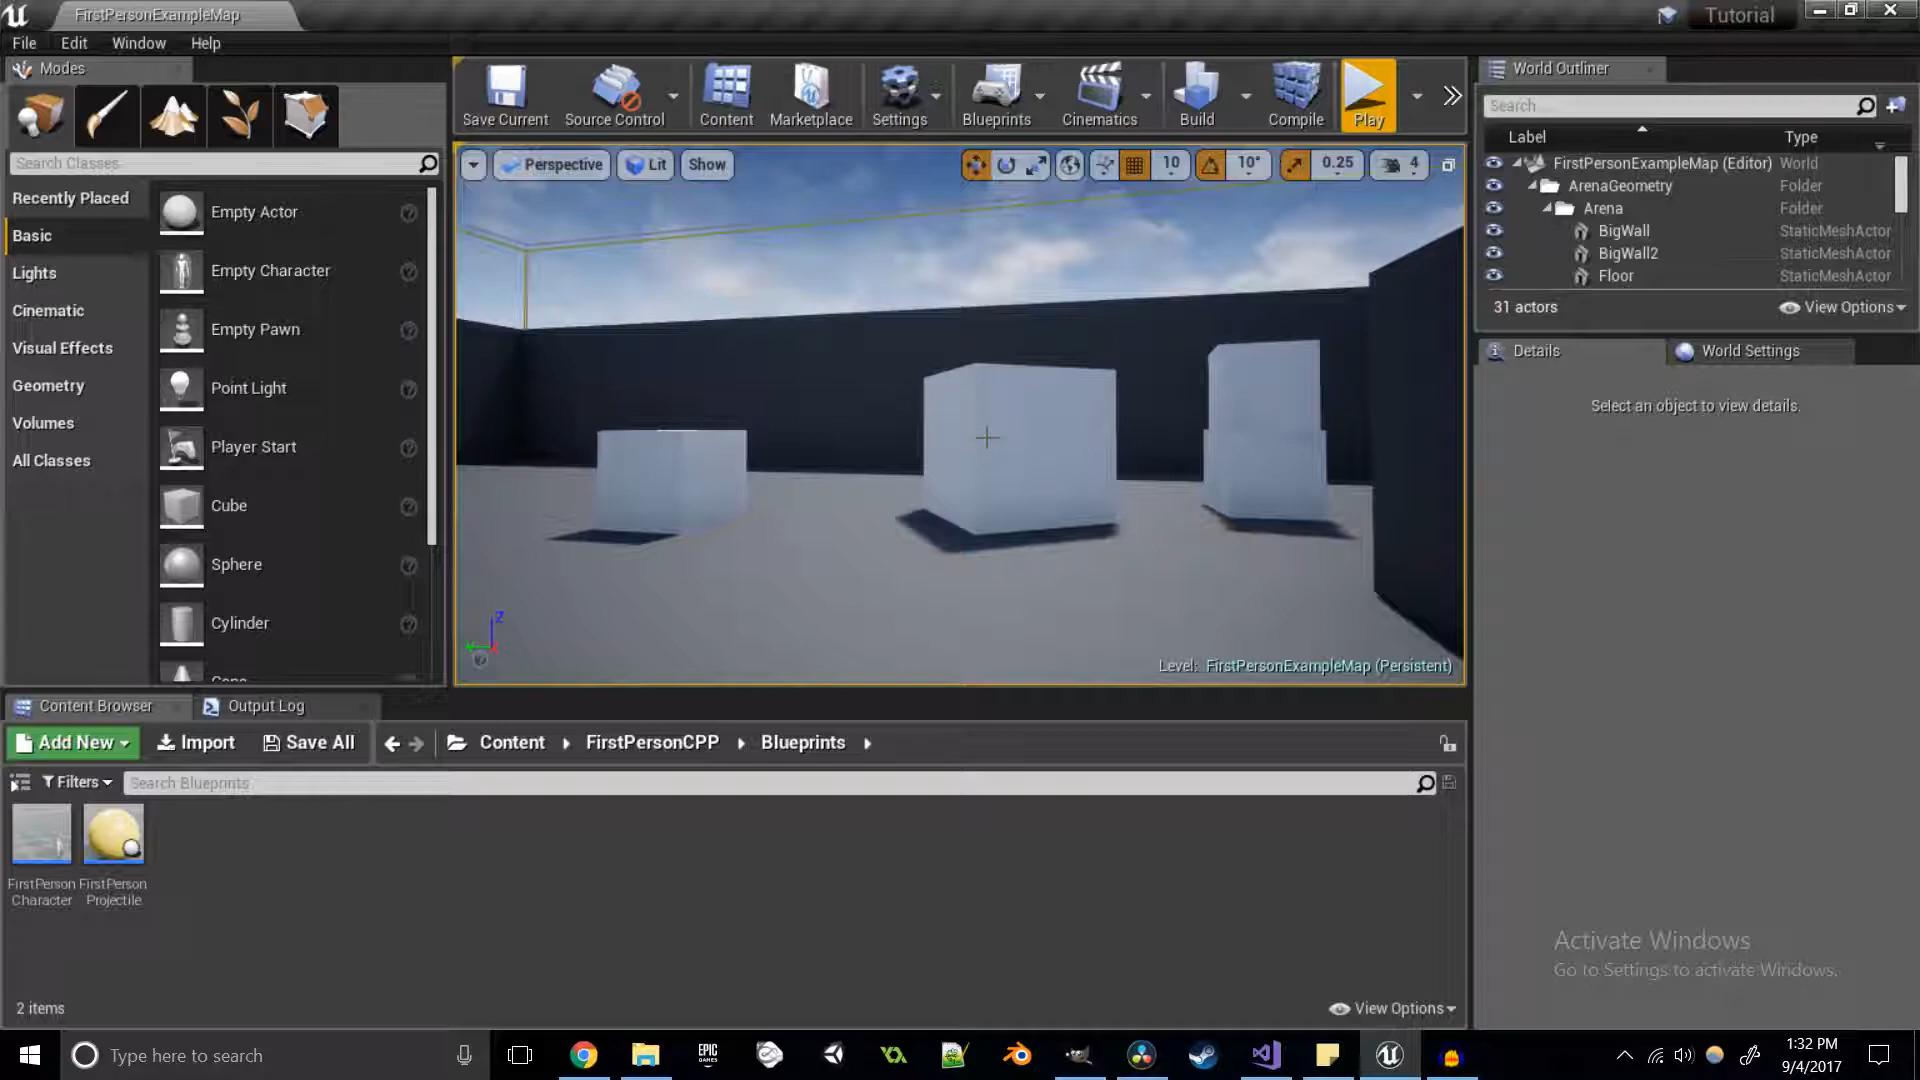 FirstPersonExampleMap
Tutorial
File Edit Window Help
Modes
Search Classes
Recently Placed
Basic
Lights
Cinematic
Visual Effects
Geometry
Volumes
All Classes
Empty Actor
Empty Character
Empty Pawn
Point Light
Player Start
Cube
Sphere
Cylinder
Save Current Source Control Content Marketplace Settings Blueprints Cinematics Build Compile Play
Perspective Lit Show 10 10° 0.25 4
Z
Level: FirstPersonExampleMap (Persistent)
World Outliner
Search
Label Type
FirstPersonExampleMap (Editor) World
ArenaGeometry Folder
Arena Folder
BigWall StaticMeshActor
BigWall2 StaticMeshActor
Floor StaticMeshActor
31 actors View Options
Details World Settings
Select an object to view details.
Content Browser Output Log
Add New Import Save All Content FirstPersonCPP Blueprints
Filters Search Blueprints
FirstPerson
Character
FirstPerson
Projectile
2 items View Options
Activate Windows
Go to Settings to activate Windows.
Type here to search
EPIC
GAMES
1:32 PM
9/4/2017